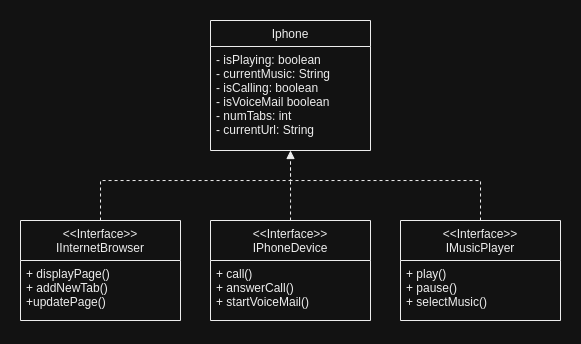 Iphone
- isPlaying: boolean
- currentMusic: String
- isCalling: boolean
- isVoiceMail boolean
- numTabs: int
- currentUrl: String
<<Interface>>
IInternetBrowser
+ displayPage()
+ addNewTab()
+updatePage()
<<Interface>>
IPhoneDevice
+ call()
+ answerCall()
+ startVoiceMail()
<<Interface>>
IMusicPlayer
+ play()
+ pause()
+ selectMusic()